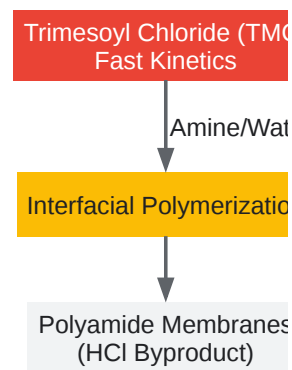 Trimesoyl Chloride (TMC
Fast Kinetics
Amine/Wat
Interfacial Polymerizatio
Polyamide Membranes
(HCl Byproduct)